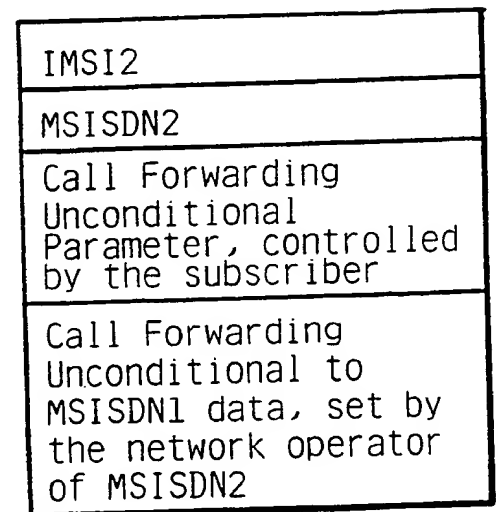 IMSI2
MSISDN2
Call Forwarding
Unconditional
Parameter, controlled
by the subscriber
Call Forwarding
Unconditional to
MSISDN1 data, set by
the network operator
of MSISDN2